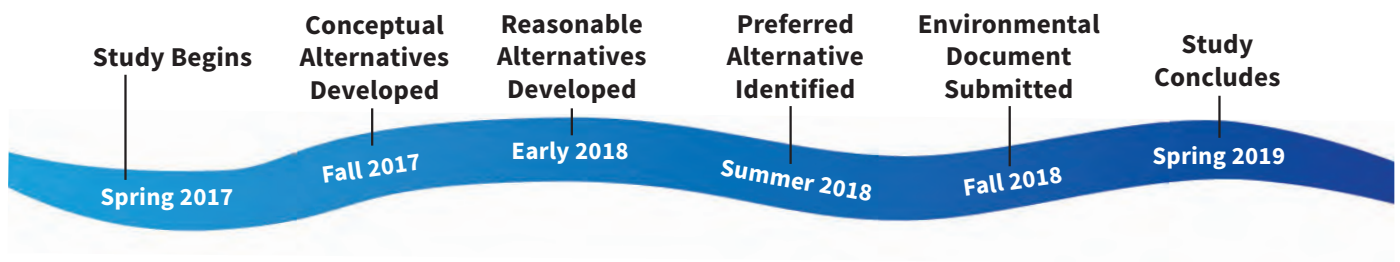 Study Begins
Spring 2017
Conceptual
Alternatives
Developed
Fall 2017
Reasonable
Alternatives
Developed
Early 2018
Preferred
Alternative
Identified
Summer 2018
Environmental
Document
Submitted
Fall 2018
Study
Concludes
Spring 2019